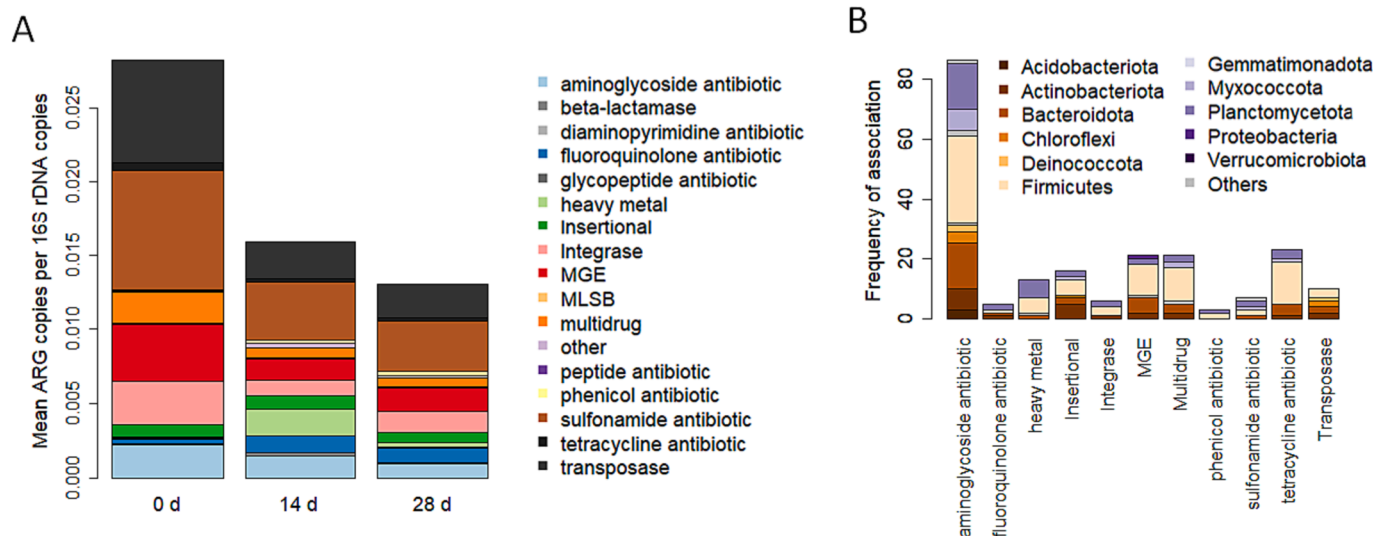 A
Mean ARG copies per 16S rDNA copies
0.025
0.020
0.015
0.010
0.005
0.000
0 d
14 d
28 d
aminoglycoside antibiotic
beta-lactamase
diaminopyrimidine antibiotic
fluoroquinolone antibiotic
glycopeptide antibiotic
heavy metal
Insertional
Integrase
MGE
MLSB
multidrug
other
peptide antibiotic
phenicol antibiotic
sulfonamide antibiotic
tetracycline antibiotic
transposase
B
Frequency of association
80
60
40
20
0
Acidobacteriota
Actinobacteriota
Bacteroidota
Chloroflexi
Deinococcota
Firmicutes
Gemmatimonadota
Myxococcota
Planctomycetota
Proteobacteria
Verrucomicrobiota
Others
aminoglycoside antibiotic
fluoroquinolone antibiotic
heavy metal
Insertional
Integrase
MGE
Multidrug
phenicol antibiotic
sulfonamide antibiotic
tetracycline antibiotic
Transposase